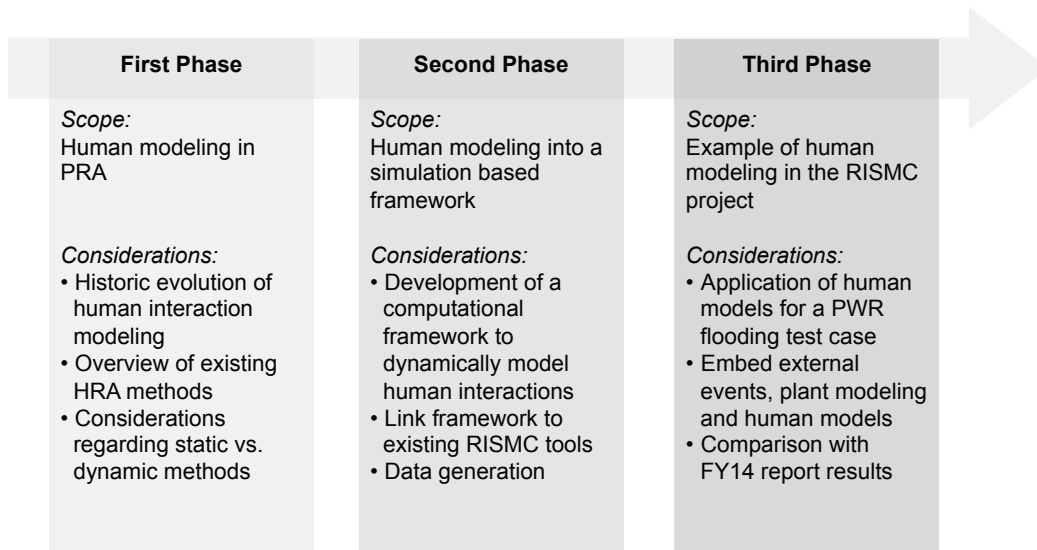 First Phase
Scope:
Human modeling in
PRA
Considerations:
• Historic evolution of
human interaction
modeling
• Overview of existing
HRA methods
• Considerations
regarding static vs.
dynamic methods
Second Phase
Scope:
Human modeling into a
simulation based
framework
Considerations:
• Development of a
computational
framework to
dynamically model
human interactions
• Link framework to
existing RISMC tools
• Data generation
Third Phase
Scope:
Example of human
modeling in the RISMC
project
Considerations:
• Application of human
models for a PWR
flooding test case
• Embed external
events, plant modeling
and human models
• Comparison with
FY14 report results